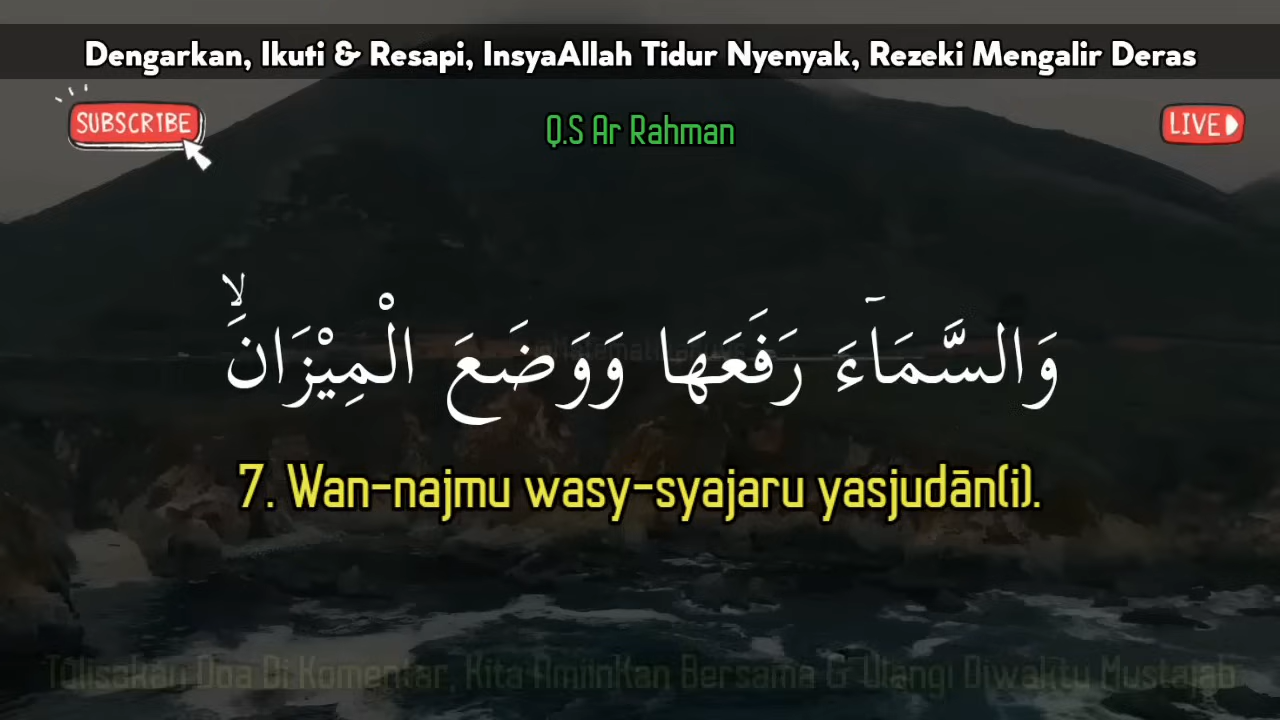 Dengarkan, Ikuti & Resapi, InsyaAllah Tidur Nyenyak, Rezeki Mengalir Deras
SUBSCRIBE
LIVE
Q.S Ar Rahman
وَالسَّمَاۤءَ رَفَعَهَا وَوَضَعَ الْمِيْزَانَۙ
7. Wan-najmu wasy-syajaru yasjudān(i).
Tulisakan Doa Di Komentar, Kita AmiinKan Bersama & Ulangi Diwaktu Mustajab